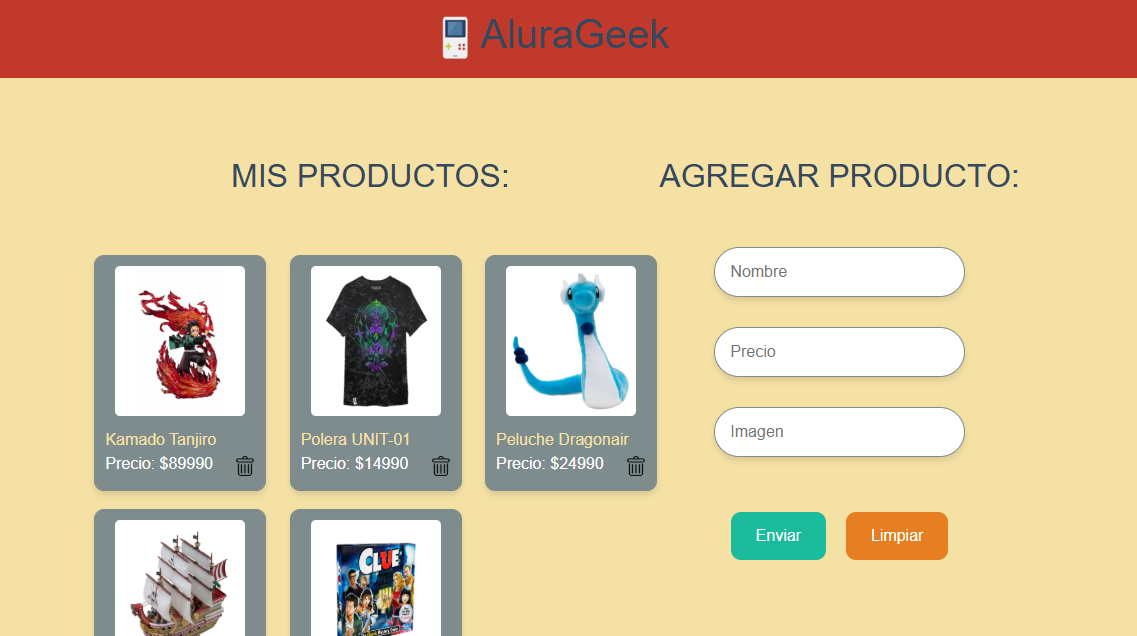 AluraGeek
MIS PRODUCTOS:
Kamado Tanjiro
Precio: $89990
Polera UNIT-01
Precio: $14990
Peluche Dragonair
Precio: $24990
CLUE
AGREGAR PRODUCTO:
Nombre
Precio
Imagen
Enviar
Limpiar